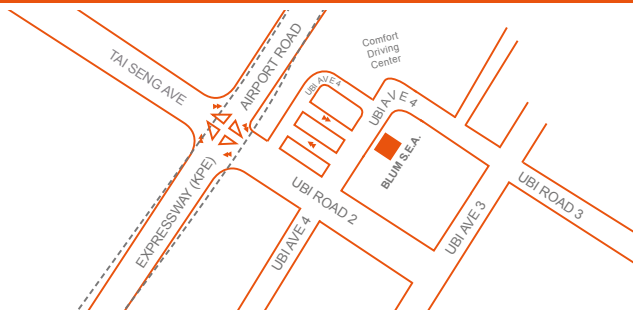 TAI SENG AVE
AIRPORT ROAD
Comfort
Driving
Center
UBI AVE 4
UBI AVE 4
BLUM S.E.A.
EXPRESSWAY (KPE)
UBI ROAD 2
UBI AVE 4
UBI AVE 3
UBI ROAD 3